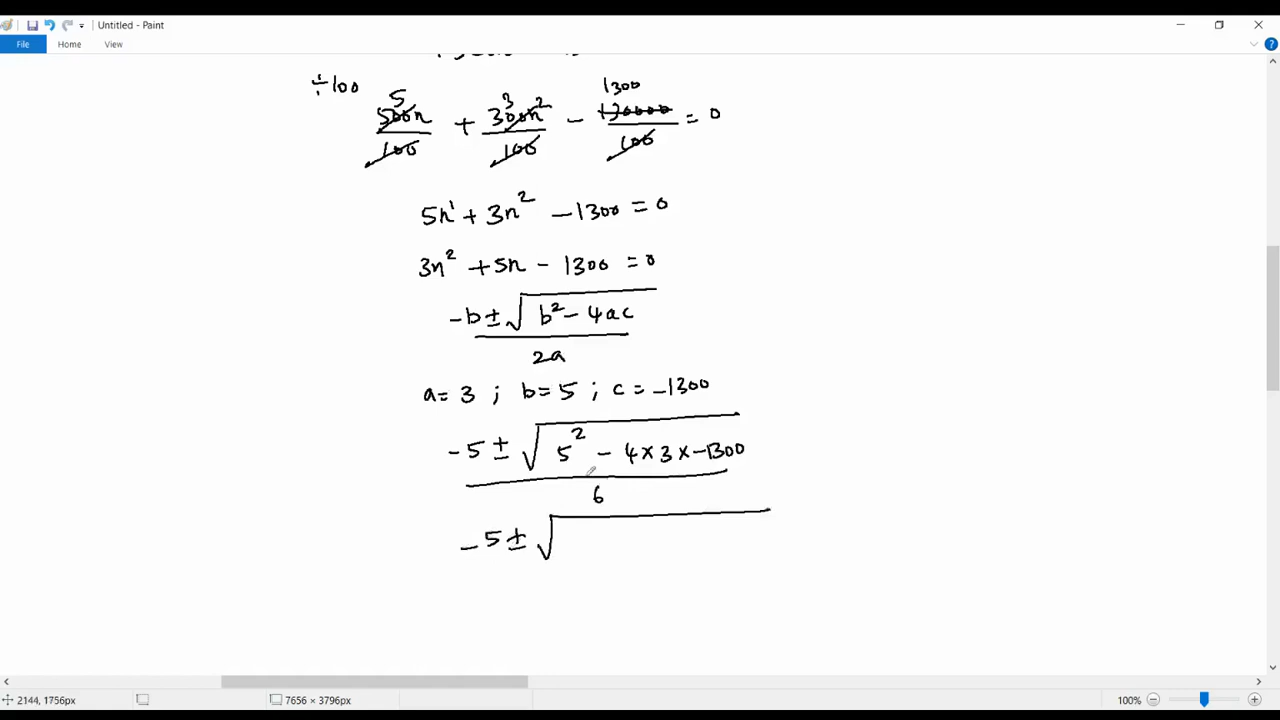 Untitled - Paint
File Home View
÷100
5 3 1300
500n/100 + 300n²/100 - 130000/100 = 0
5n¹ + 3n² - 1300 = 0
3n² + 5n - 1300 = 0
-b ± √(b² - 4ac)
2a
a = 3 ; b = 5 ; c = -1300
-5 ± √(5² - 4 × 3 × -1300)
6
-5 ± √
2144, 1756px 7656 × 3796px 100%